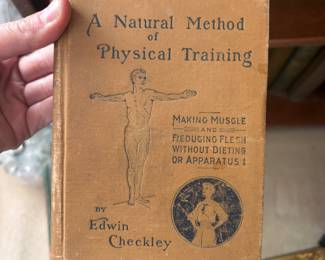 A Natural Method
of
Physical Training
MAKING MUSCLE
AND
REDUCING FLESH
WITHOUT DIETING
OR APPARATUS
BY
Edwin
Checkley